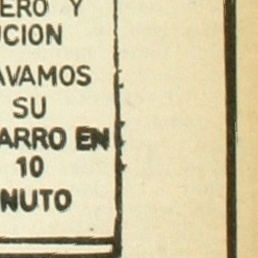 ERO Y
UCION
AVAMOS
SU
ARRO EN
10
NUTO